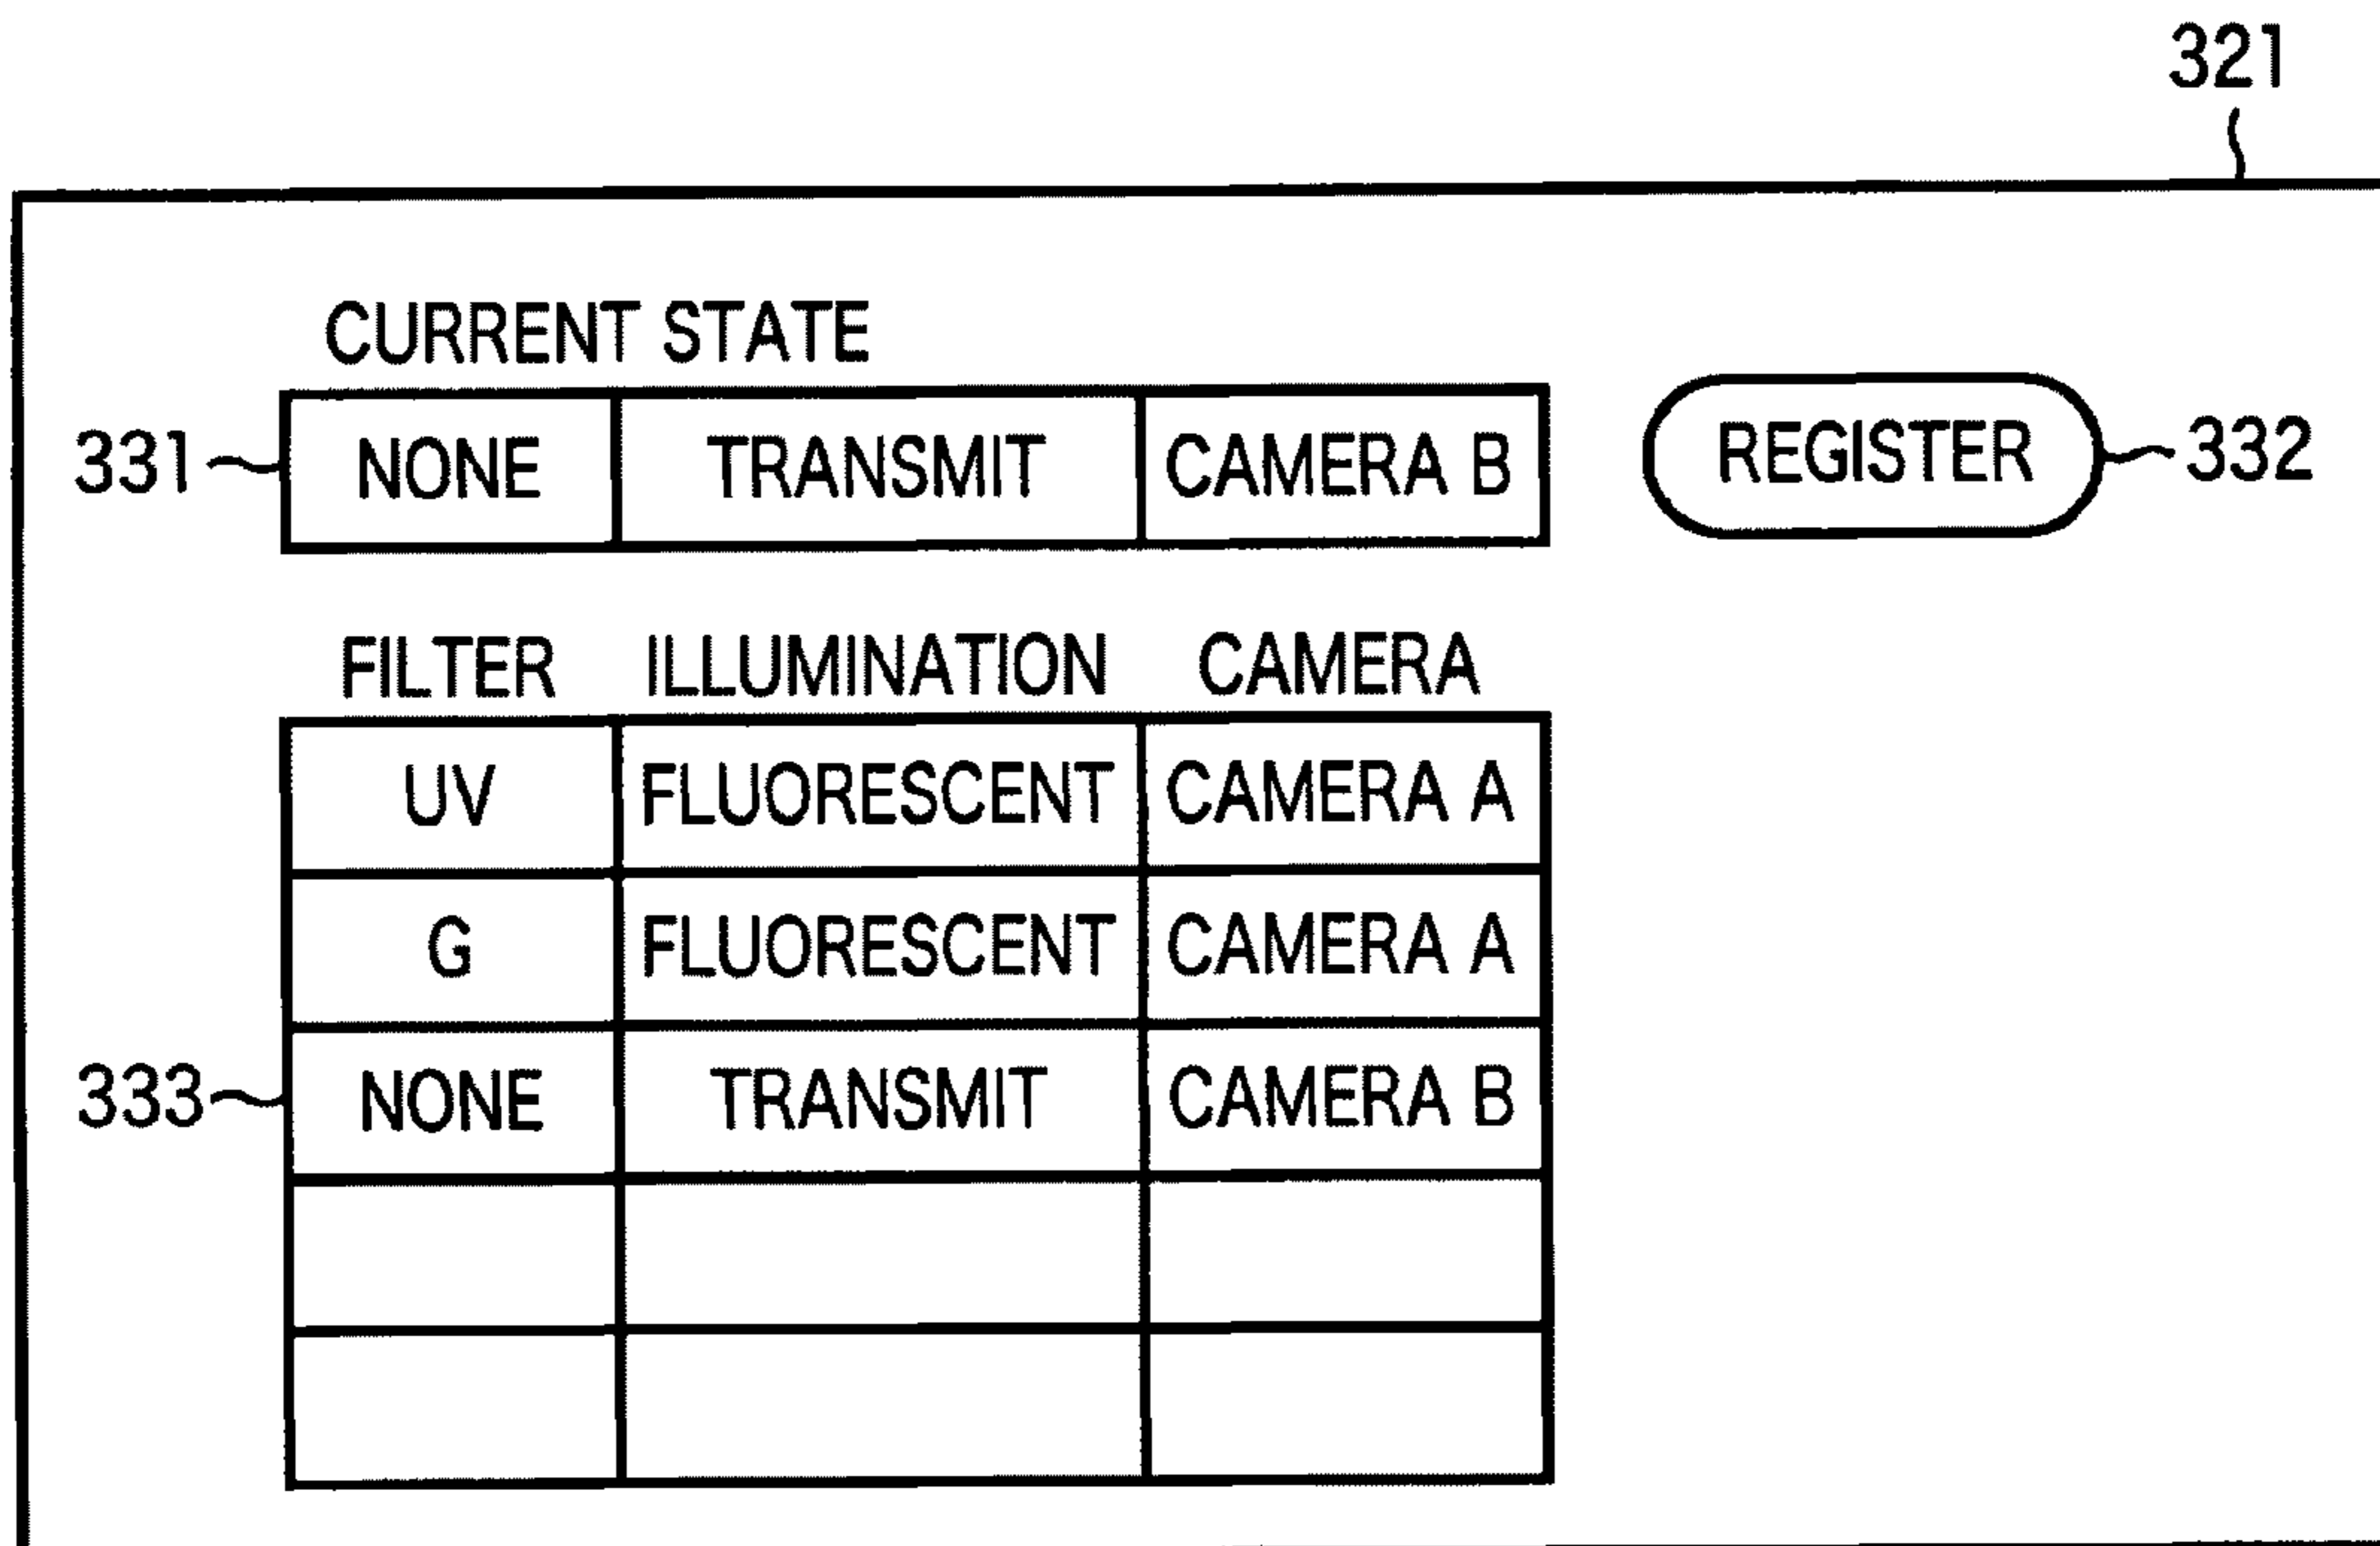 321
CURRENT STATE
331 NONE TRANSMIT CAMERA B REGISTER 332
FILTER ILLUMINATION CAMERA
UV FLUORESCENT CAMERA A
G FLUORESCENT CAMERA A
333 NONE TRANSMIT CAMERA B